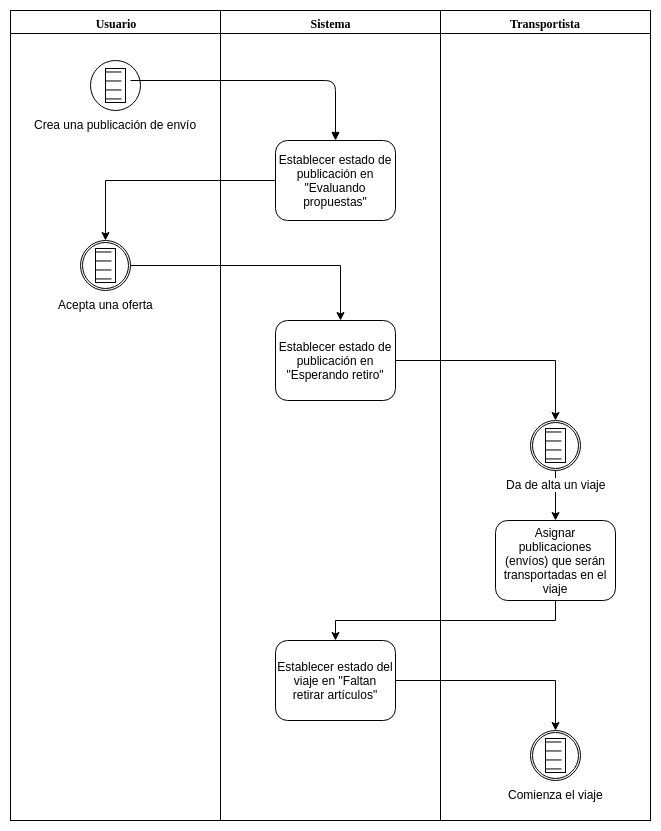 Usuario
Sistema
Transportista
Crea una publicación de envío
Establecer estado de
publicación en
"Evaluando
propuestas"
Acepta una oferta
Establecer estado de
publicación en
"Esperando retiro"
Da de alta un viaje
Asignar
publicaciones
(envíos) que serán
transportadas en el
viaje
Establecer estado del
viaje en "Faltan
retirar artículos"
Comienza el viaje